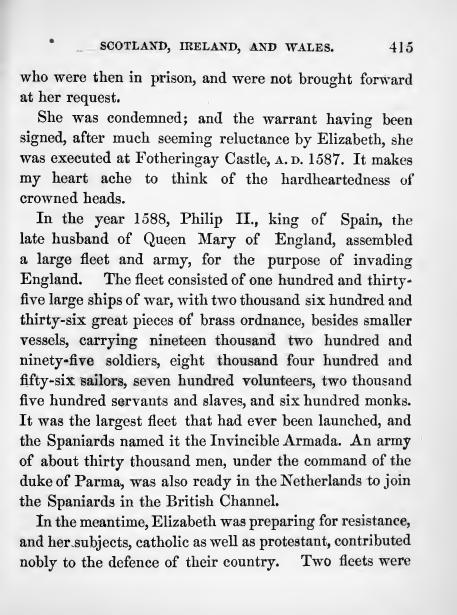 SCOTLAND, IRELAND, AND WALES. 415
who were then in prison, and were not brought forward
at her request.
She was condemned; and the warrant having been
signed, after much seeming reluctance by Elizabeth, she
was executed at Fotheringay Castle, A. D. 1587. It makes
my heart ache to think of the hardheartedness of
crowned heads.
In the year 1588, Philip II., king of Spain, the
late husband of Queen Mary of England, assembled
a large fleet and army, for the purpose of invading
England. The fleet consisted of one hundred and thirty-
five large ships of war, with two thousand six hundred and
thirty-six great pieces of brass ordnance, besides smaller
vessels, carrying nineteen thousand two hundred and
ninety-five soldiers, eight thousand four hundred and
fifty-six sailors, seven hundred volunteers, two thousand
five hundred servants and slaves, and six hundred monks.
It was the largest fleet that had ever been launched, and
the Spaniards named it the Invincible Armada. An army
of about thirty thousand men, under the command of the
duke of Parma, was also ready in the Netherlands to join
the Spaniards in the British Channel.
In the meantime, Elizabeth was preparing for resistance,
and her subjects, catholic as well as protestant, contributed
nobly to the defence of their country. Two fleets were